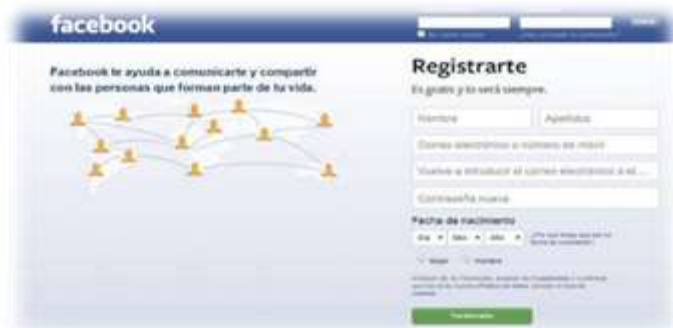 facebook
Facebook te ayuda a comunicarte y compartir
con las personas que forman parte de tu vida.
Registrarte
Es gratis y lo será siempre.
Nombre
Apellidos
Correo electrónico o número de móvil
Vuelve a introducir el correo electrónico o el ...
Contraseña nueva
Fecha de nacimiento
Día
Mes
Año
Mujer
Hombre